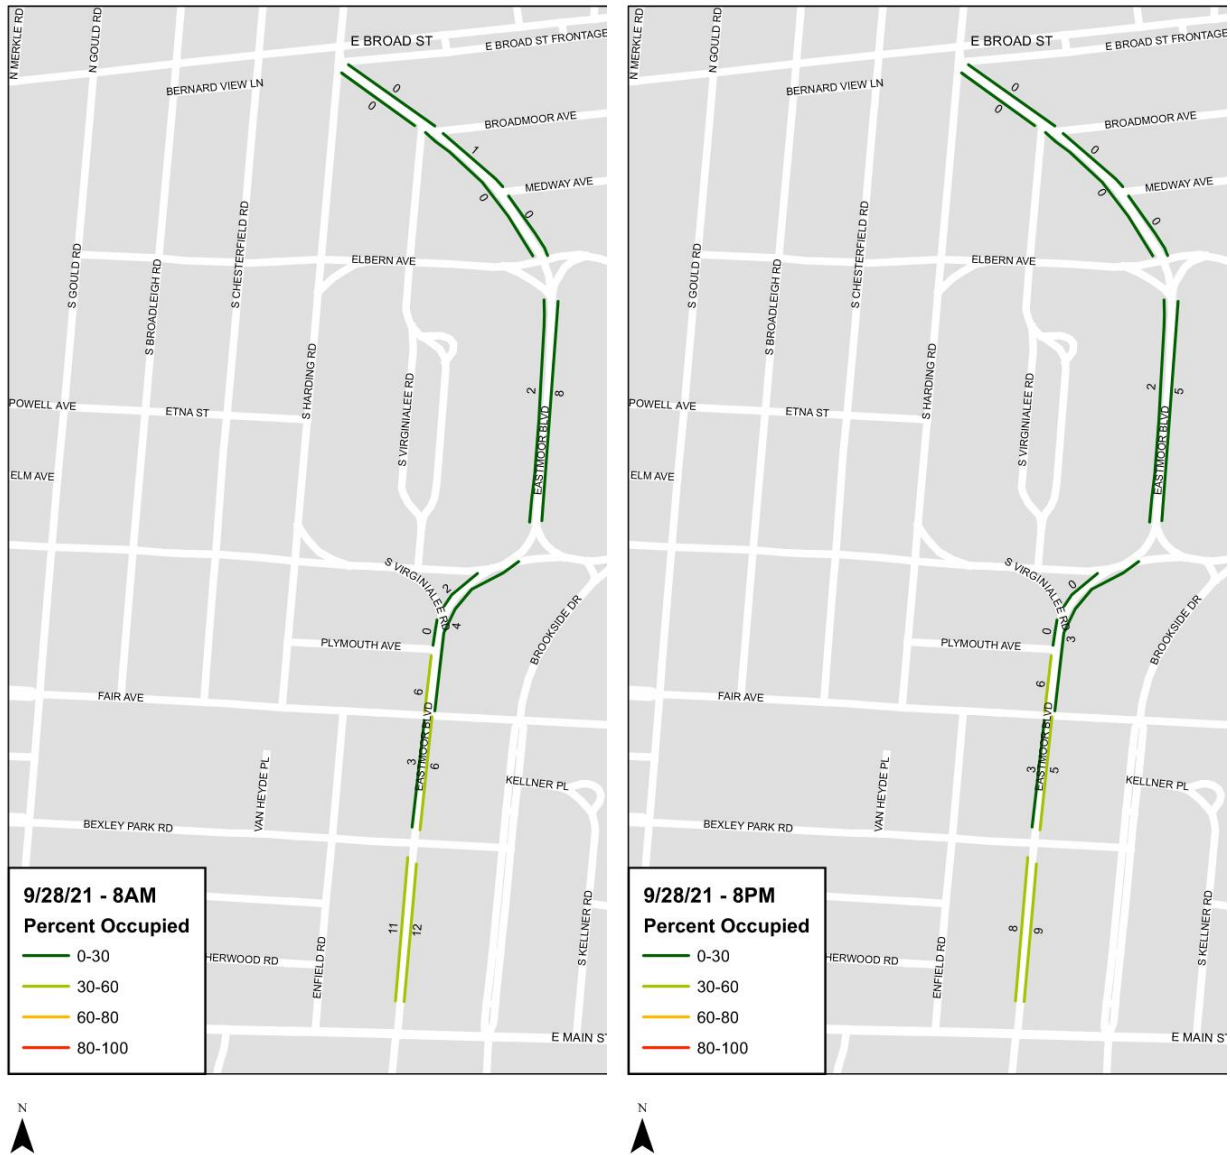 N MERKLE RD
N GOULD RD
E BROAD ST
E BROAD ST FRONTAGE
BERNARD VIEW LN
0
0
BROADMOOR AVE
1
MEDWAY AVE
0
0
S GOULD RD
S BROADLEIGH RD
S CHESTERFIELD RD
ELBERN AVE
S HARDING RD
S VIRGINIALEE RD
2
8
EASTMOOR BLVD
POWELL AVE
ETNA ST
ELM AVE
S VIRGINIALEE RD
2
0
4
PLYMOUTH AVE
BROOKSIDE DR
6
FAIR AVE
EASTMOOR BLVD
3
6
VAN HEYDE PL
KELLNER PL
BEXLEY PARK RD
11
12
S KELLNER RD
ENFIELD RD
HERWOOD RD
E MAIN ST
9/28/21 - 8AM
Percent Occupied
0-30
30-60
60-80
80-100
N
N MERKLE RD
N GOULD RD
E BROAD ST
E BROAD ST FRONTAGE
BERNARD VIEW LN
0
0
BROADMOOR AVE
0
MEDWAY AVE
0
0
S GOULD RD
S BROADLEIGH RD
S CHESTERFIELD RD
ELBERN AVE
S HARDING RD
S VIRGINIALEE RD
2
5
EASTMOOR BLVD
POWELL AVE
ETNA ST
ELM AVE
S VIRGINIALEE RD
0
0
3
PLYMOUTH AVE
BROOKSIDE DR
6
FAIR AVE
EASTMOOR BLVD
3
5
VAN HEYDE PL
KELLNER PL
BEXLEY PARK RD
8
9
S KELLNER RD
ENFIELD RD
HERWOOD RD
E MAIN ST
9/28/21 - 8PM
Percent Occupied
0-30
30-60
60-80
80-100
N